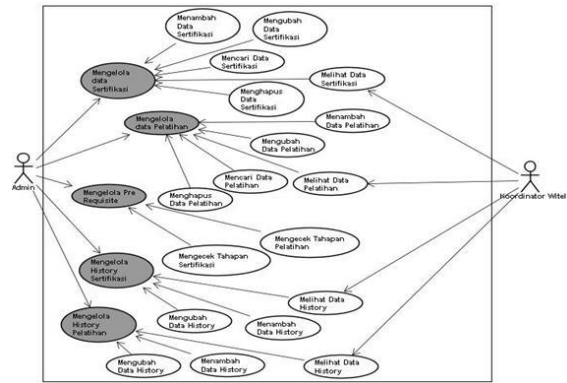 Menambah
Data
Sertifikasi
Mengubah
Data
Sertifikasi
Mencari Data
Sertifikasi
Mengelola
data
Sertifikasi
Melihat Data
Sertifikasi
Menghapus
Data
Sertifikasi
Mengelola
data Pelatihan
Menambah
Data Pelatihan
Mengubah
Data Pelatihan
Mencari Data
Pelatihan
Melihat Data
Pelatihan
Admin
Koordinator Witel
Mengelola Pre
Requisite
Menghapus
Data Pelatihan
Mengecek Tahapan
Pelatihan
Mengecek Tahapan
Sertifikasi
Mengelola
History
Sertifikasi
Melihat Data
History
Mengubah
Data History
Menambah
Data History
Mengelola
History
Pelatihan
Mengubah
Data History
Menambah
Data History
Melihat Data
History